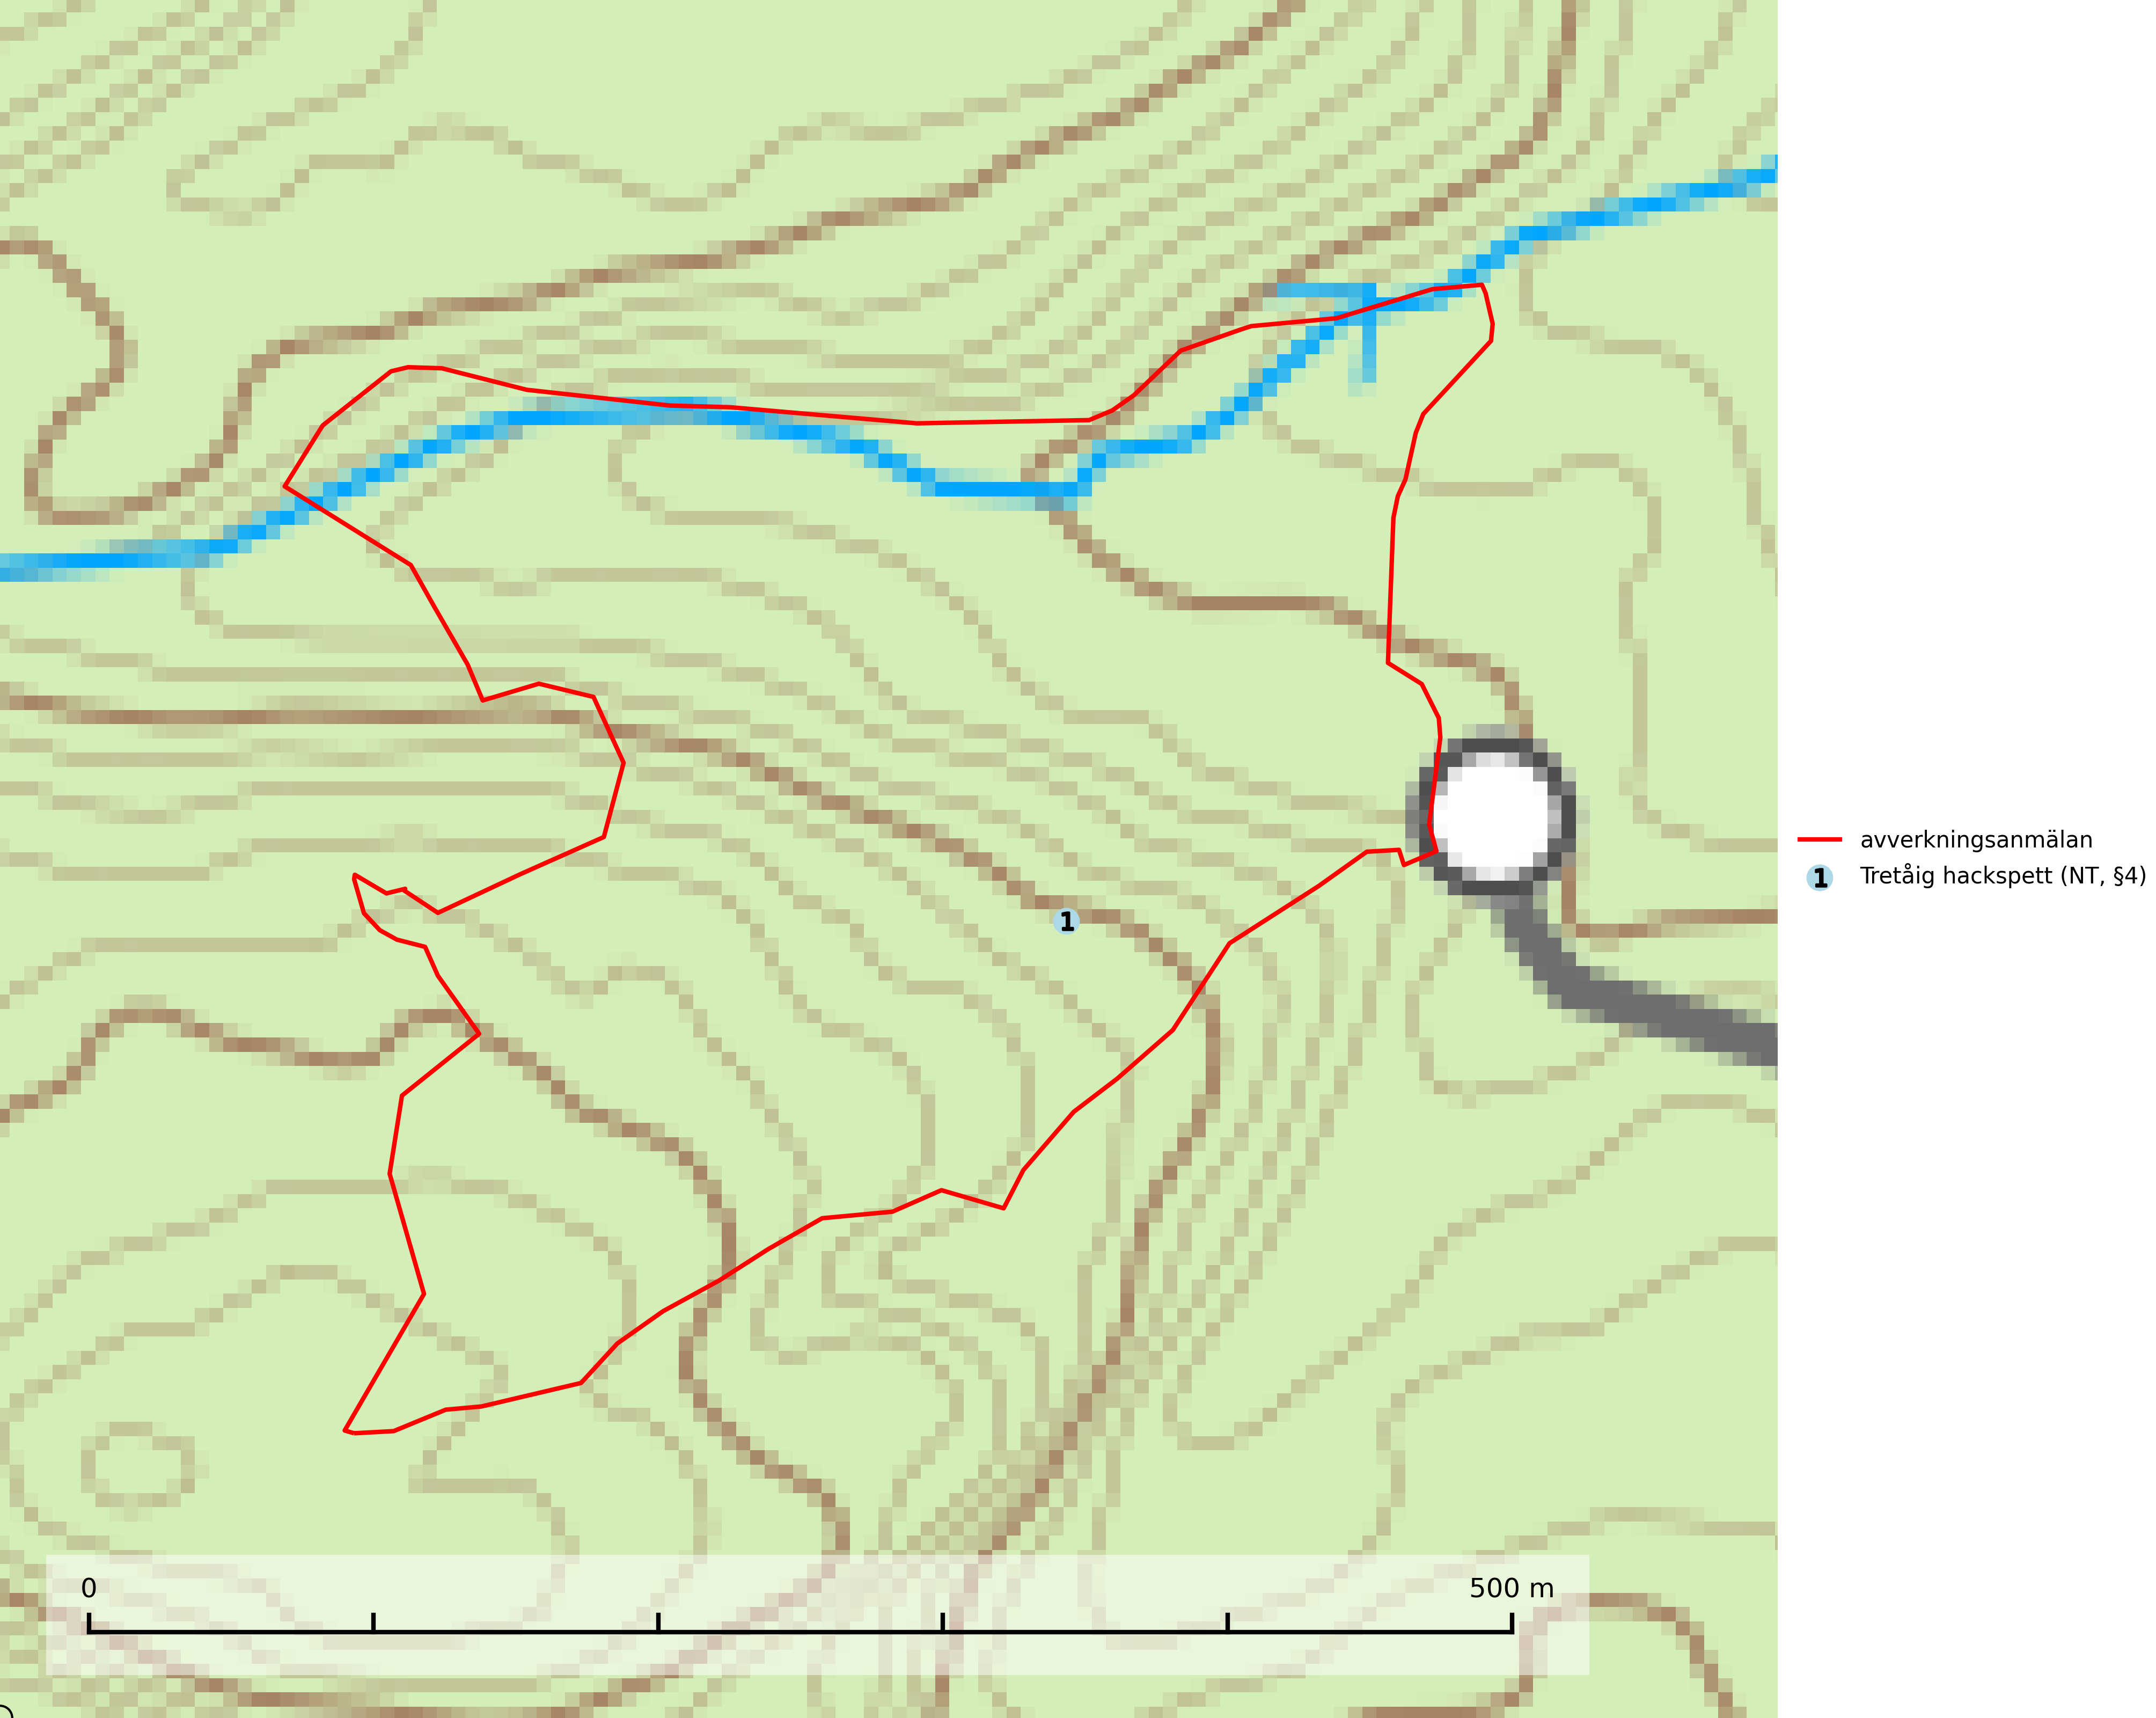 avverkningsanmälan
1 Tretåig hackspett (NT, §4)
1
0 500 m